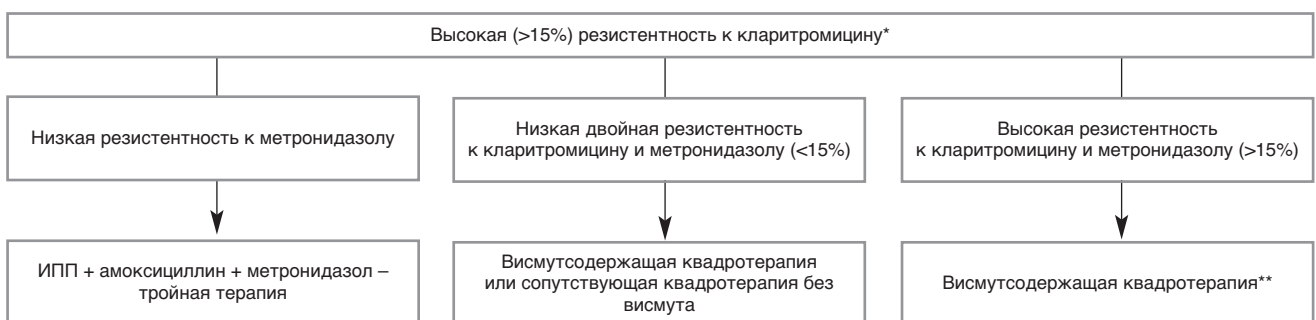 Высокая (>15%) резистентность к кларитромицину*
Низкая резистентность к метронидазолу
Низкая двойная резистентность
к кларитромицину и метронидазолу (<15%)
Высокая резистентность
к кларитромицину и метронидазолу (>15%)
ИПП + амоксициллин + метронидазол –
тройная терапия
Висмутсодержащая квадротерапия
или сопутствующая квадротерапия без
висмута
Висмутсодержащая квадротерапия**